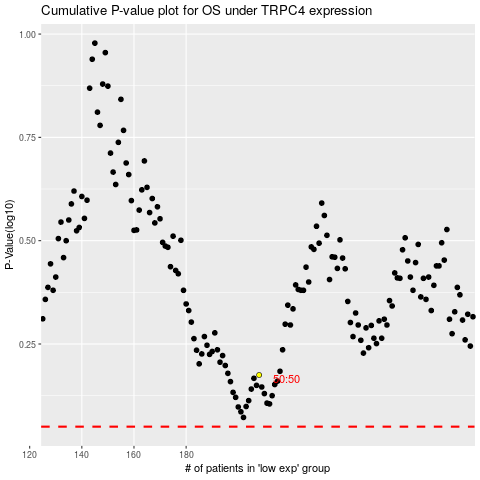 Cumulative P-value plot for OS under TRPC4 expression
1.00
0.75
0.50
0.25
P-Value(log10)
50:50
120 140 160 180
# of patients in 'low exp' group